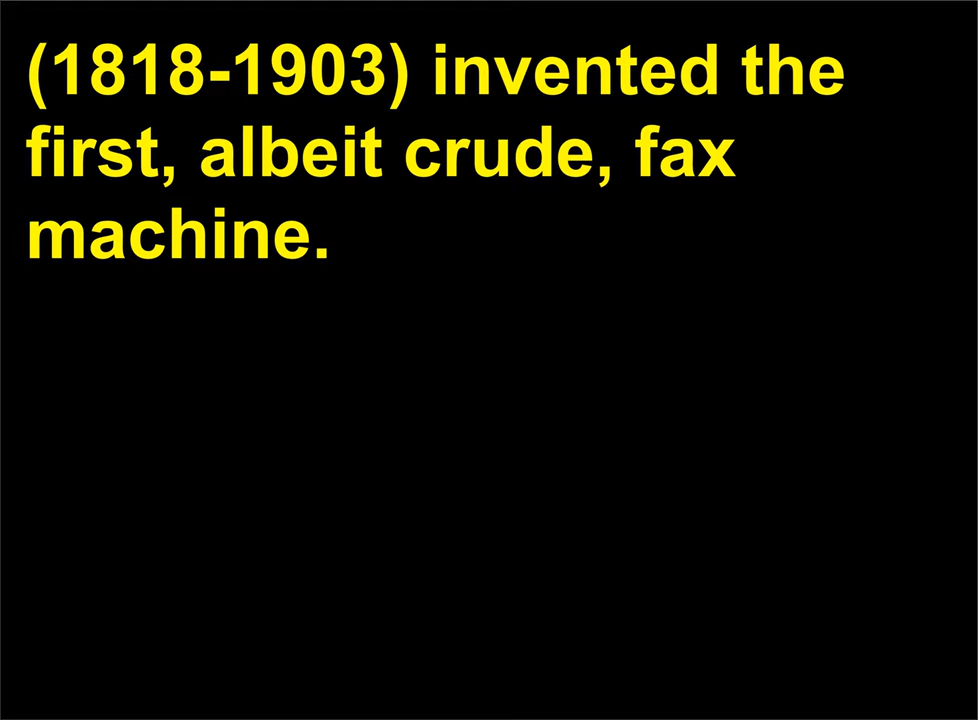 (1818-1903) invented the
first, albeit crude, fax
machine.